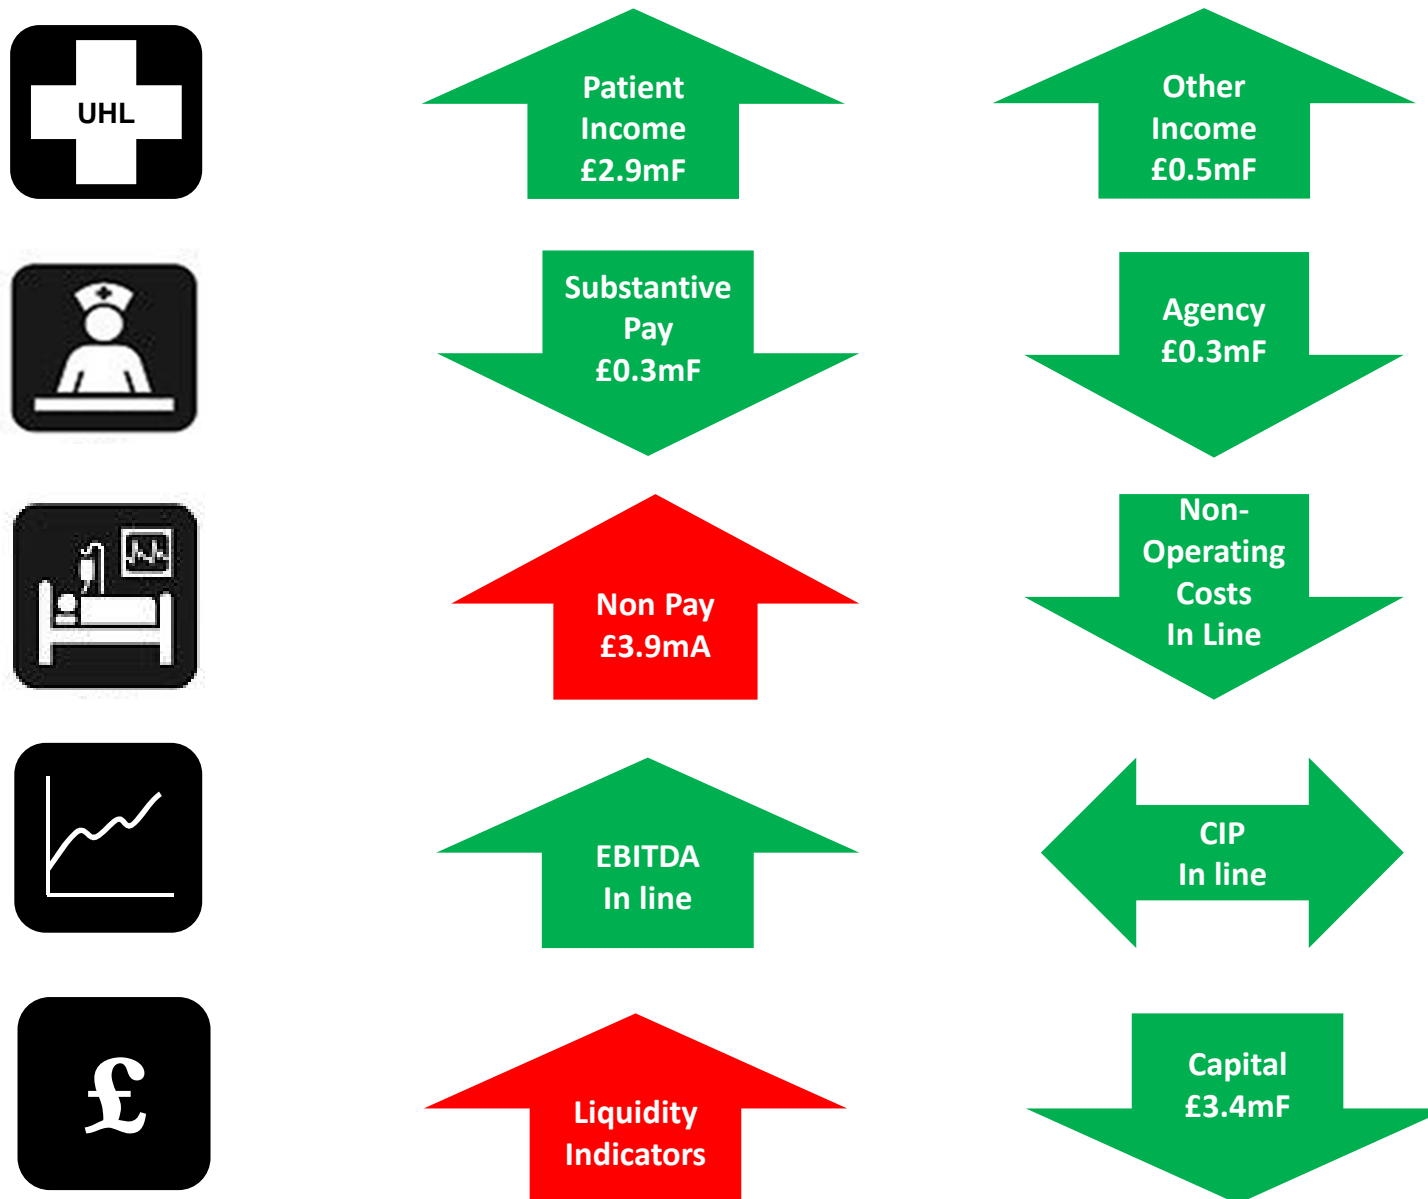 UHL
Patient
Income
£2.9mF
Other
Income
£0.5mF
Substantive
Pay
£0.3mF
Agency
£0.3mF
Non Pay
£3.9mA
Non-
Operating
Costs
In Line
EBITDA
In line
CIP
In line
£
Liquidity
Indicators
Capital
£3.4mF